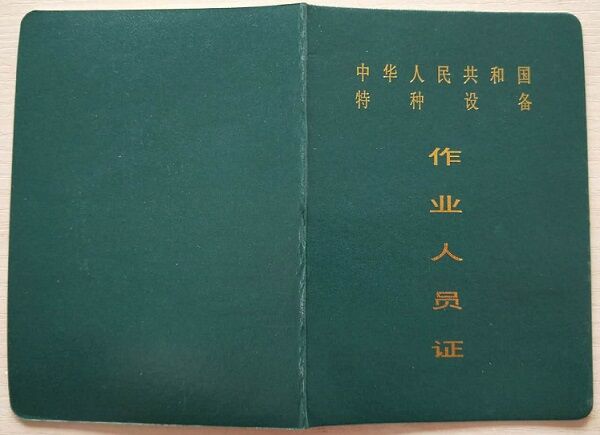 中华人民共和国
特种设备
作业人员证